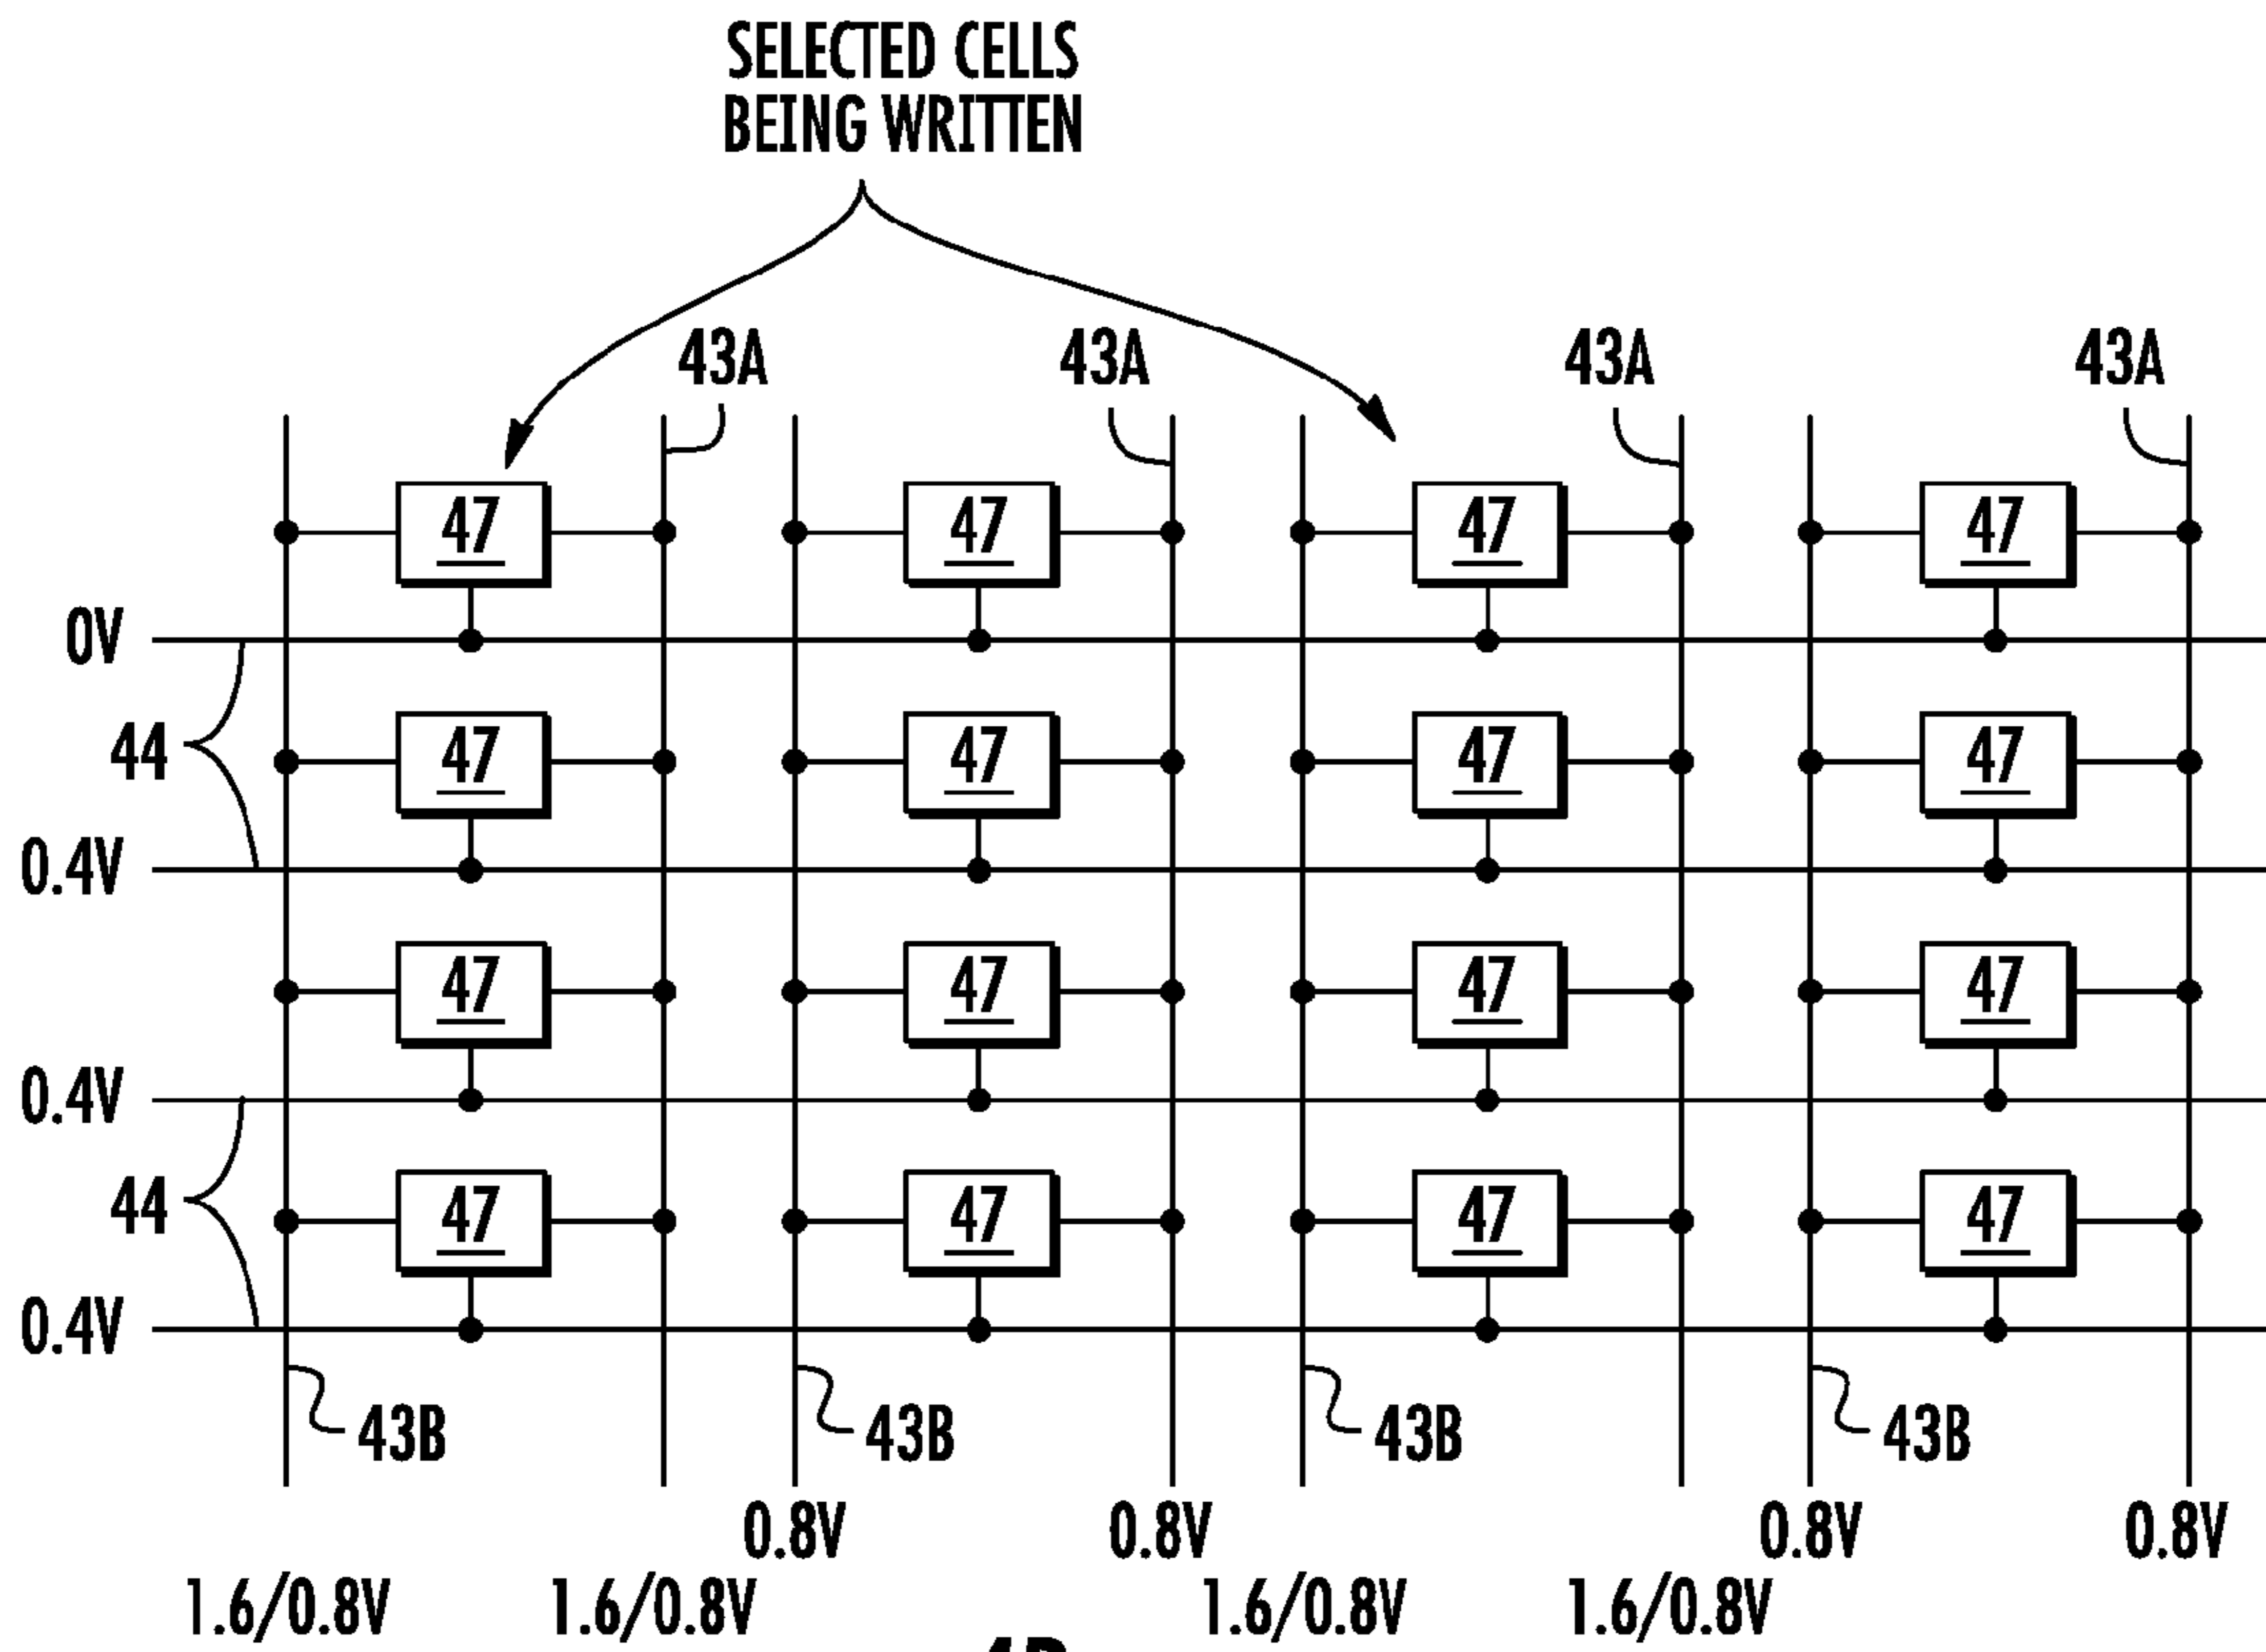 SELECTED CELLS
BEING WRITTEN
43A 43A 43A 43A
47 47 47 47
0V
44
47 47 47 47
0.4V
47 47 47 47
0.4V
44
47 47 47 47
0.4V
43B 43B 43B 43B
0.8V 0.8V 0.8V 0.8V
1.6/0.8V 1.6/0.8V 1.6/0.8V 1.6/0.8V